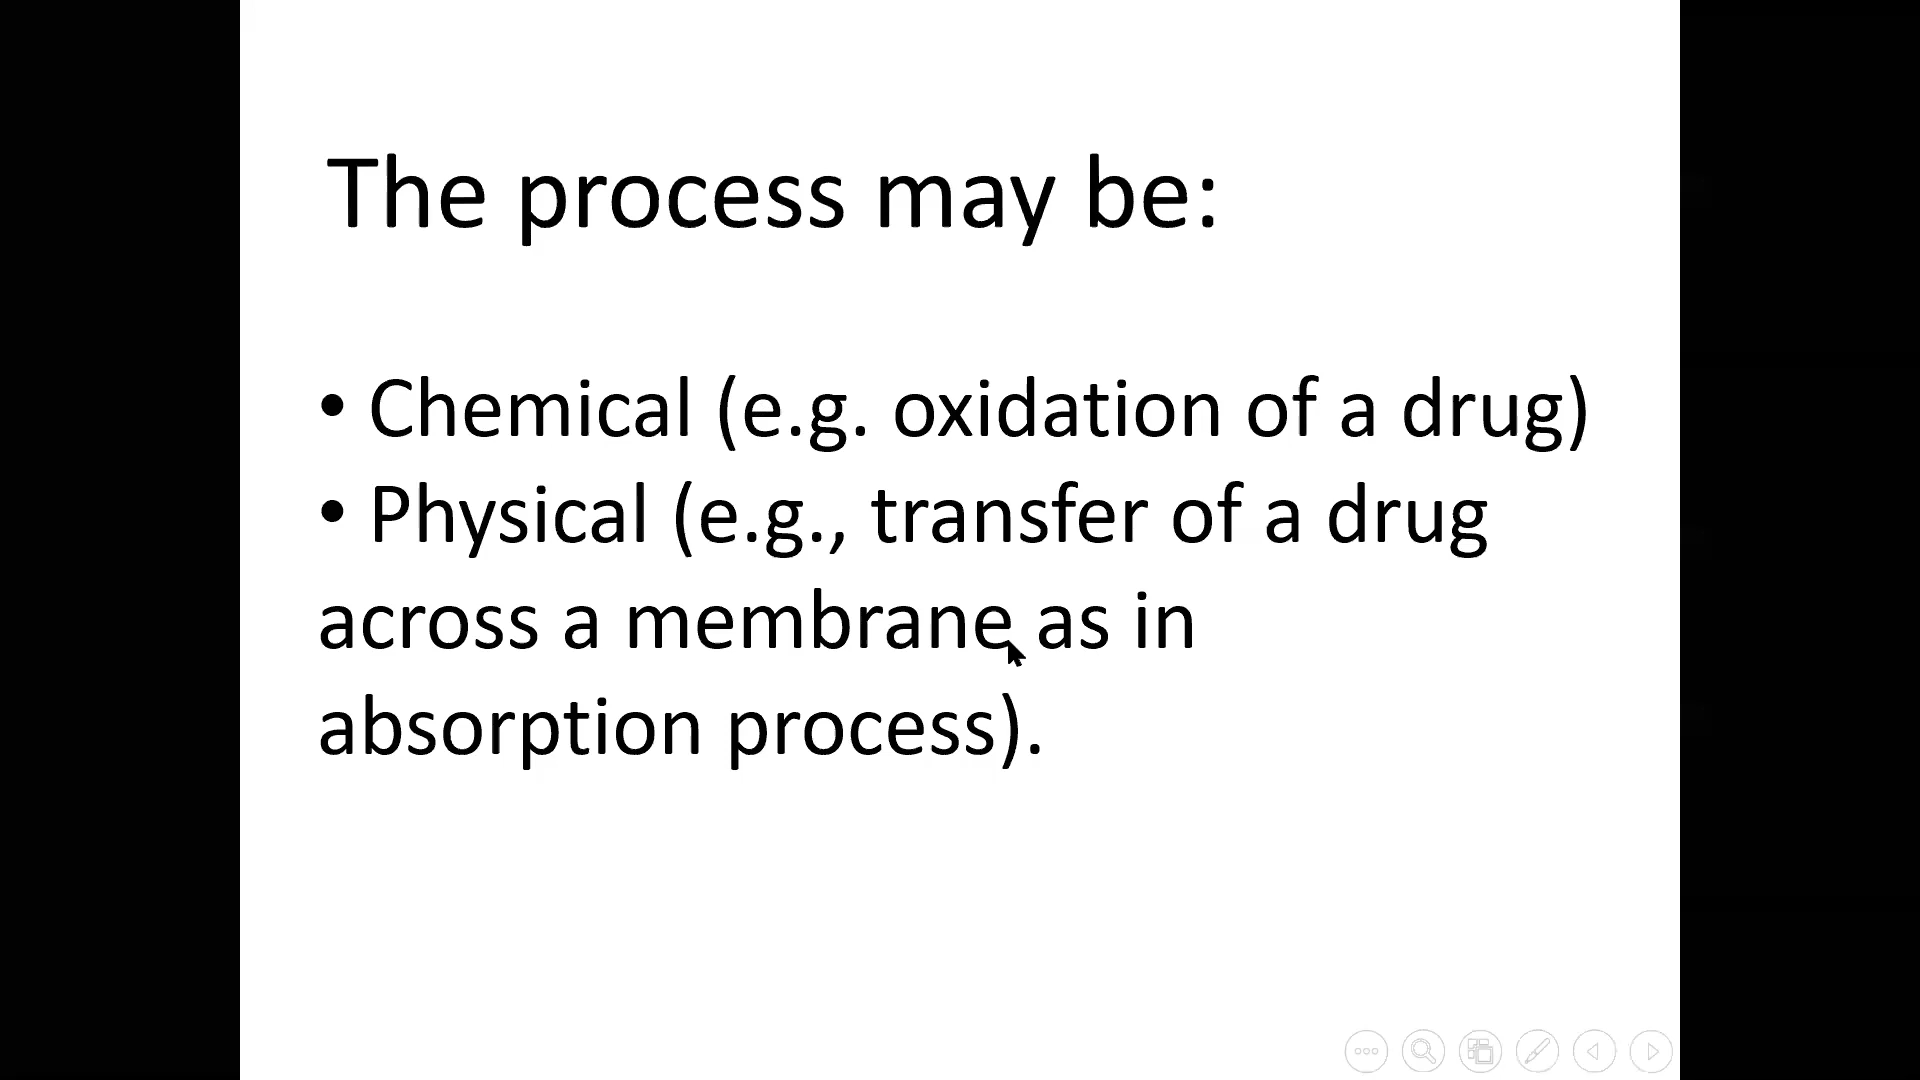 The process may be:
• Chemical (e.g. oxidation of a drug)
• Physical (e.g., transfer of a drug
across a membrane as in
absorption process).